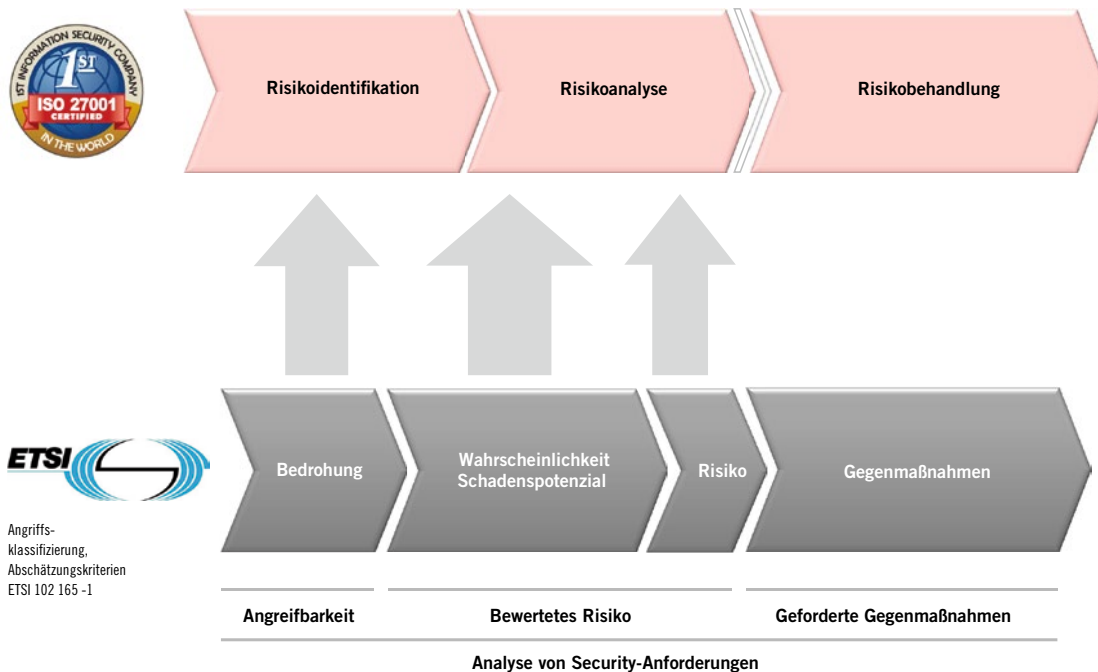 1ST INFORMATION SECURITY COMPANY
1ST
ISO 27001
CERTIFIED
IN THE WORLD
Risikoidentifikation
Risikoanalyse
Risikobehandlung
ETSI
Angriffs-
klassifizierung,
Abschätzungskriterien
ETSI 102 165 -1
Bedrohung
Wahrscheinlichkeit
Schadenspotenzial
Risiko
Gegenmaßnahmen
Angreifbarkeit
Bewertetes Risiko
Geforderte Gegenmaßnahmen
Analyse von Security-Anforderungen